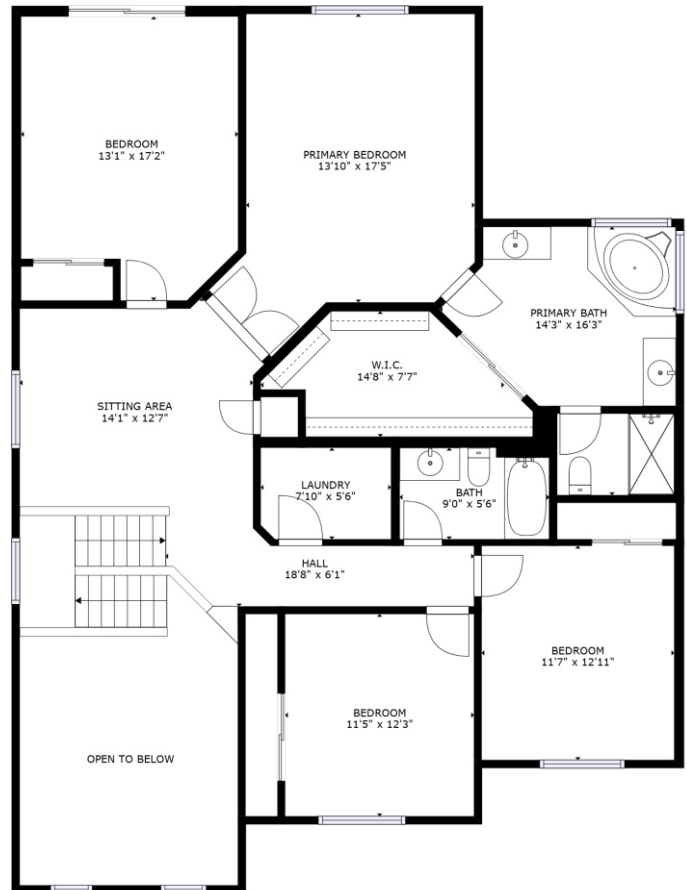 BEDROOM
13'1" x 17'2"
PRIMARY BEDROOM
13'10" x 17'5"
PRIMARY BATH
14'3" x 16'3"
W.I.C.
14'8" x 7'7"
SITTING AREA
14'1" x 12'7"
LAUNDRY
7'10" x 5'6"
BATH
9'0" x 5'6"
HALL
18'8" x 6'1"
BEDROOM
11'7" x 12'11"
BEDROOM
11'5" x 12'3"
OPEN TO BELOW